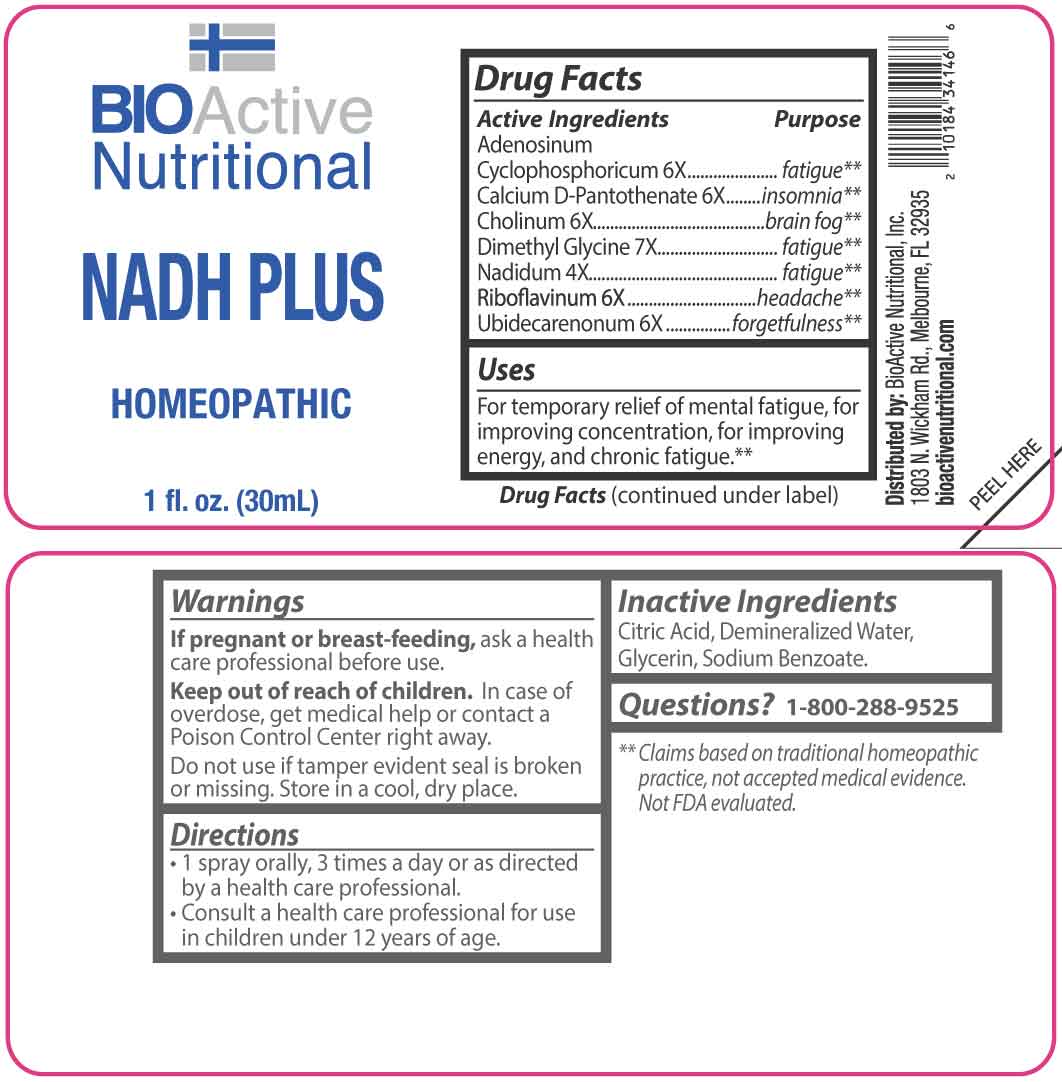 BIOActive
Nutritional
NADH PLUS
HOMEOPATHIC
1 fl. oz. (30mL)
Drug Facts
Active Ingredients Purpose
Adenosinum
Cyclophosphoricum 6X..................... fatigue**
Calcium D-Pantothenate 6X........insomnia**
Cholinum 6X.........................................brain fog**
Dimethyl Glycine 7X.............................. fatigue**
Nadidum 4X.............................................. fatigue**
Riboflavinum 6X ...............................headache**
Ubidecarenonum 6X ...............forgetfulness**
Uses
For temporary relief of mental fatigue, for
improving concentration, for improving
energy, and chronic fatigue.**
Drug Facts (continued under label)
2 10184 34146 6
Distributed by: BioActive Nutritional, Inc.
1803 N. Wickham Rd., Melbourne, FL 32935
bioactivenutritional.com
PEEL HERE
Warnings
If pregnant or breast-feeding, ask a health
care professional before use.
Keep out of reach of children. In case of
overdose, get medical help or contact a
Poison Control Center right away.
Do not use if tamper evident seal is broken
or missing. Store in a cool, dry place.
Directions
• 1 spray orally, 3 times a day or as directed
by a health care professional.
• Consult a health care professional for use
in children under 12 years of age.
Inactive Ingredients
Citric Acid, Demineralized Water,
Glycerin, Sodium Benzoate.
Questions? 1-800-288-9525
** Claims based on traditional homeopathic
practice, not accepted medical evidence.
Not FDA evaluated.